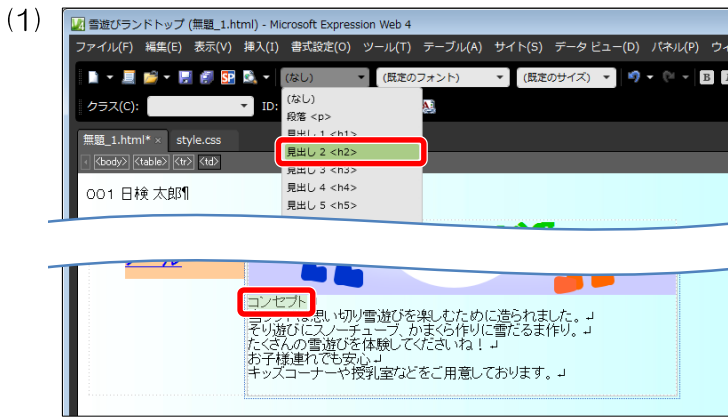 (1)
雪遊びランドトップ (無題_1.html) - Microsoft Expression Web 4
ファイル(F) 編集(E) 表示(V) 挿入(I) 書式設定(O) ツール(T) テーブル(A) サイト(S) データ ビュー(D) パネル(P) ウィ
(なし) (既定のフォント) (既定のサイズ) B
クラス(C): ID:
(なし)
段落 <p>
見出し 1 <h1>
見出し 2 <h2>
見出し 3 <h3>
見出し 4 <h4>
見出し 5 <h5>
無題_1.html* × style.css
<body> <table> <tr> <td>
001 日検 太郎¶
コンセプト
思い切り雪遊びを楽しむために造られました。↵
そり遊びにスノーチューブ、かまくら作りに雪だるま作り。↵
たくさんの雪遊びを体験してくださいね！↵
お子様連れでも安心↵
キッズコーナーや授乳室などをご用意しております。↵